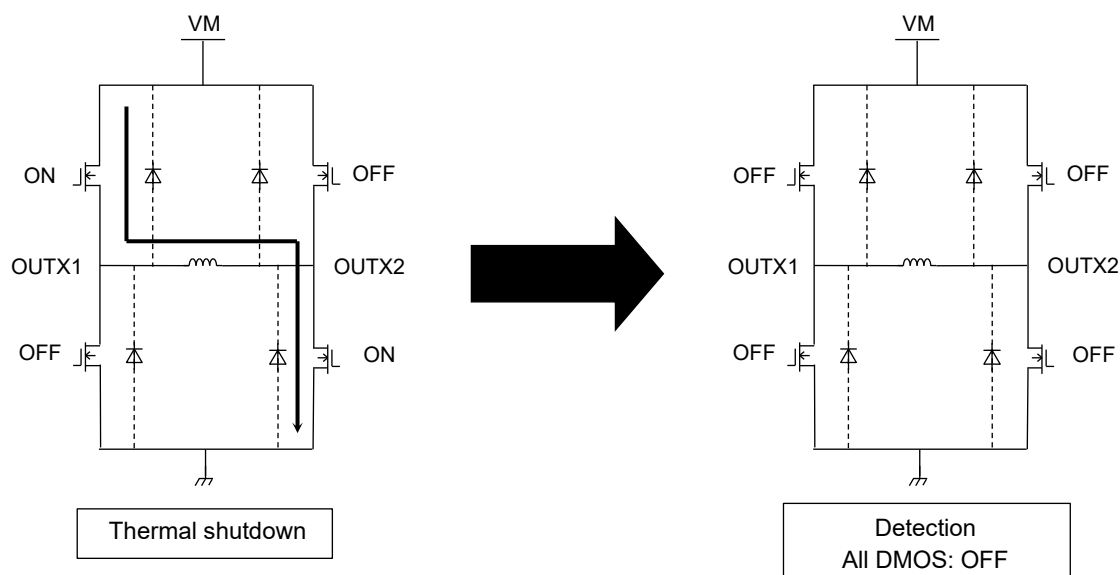 VM
ON
OFF
OUTX1
OUTX2
OFF
ON
Thermal shutdown
VM
OFF
OFF
OUTX1
OUTX2
OFF
OFF
Detection
All DMOS: OFF